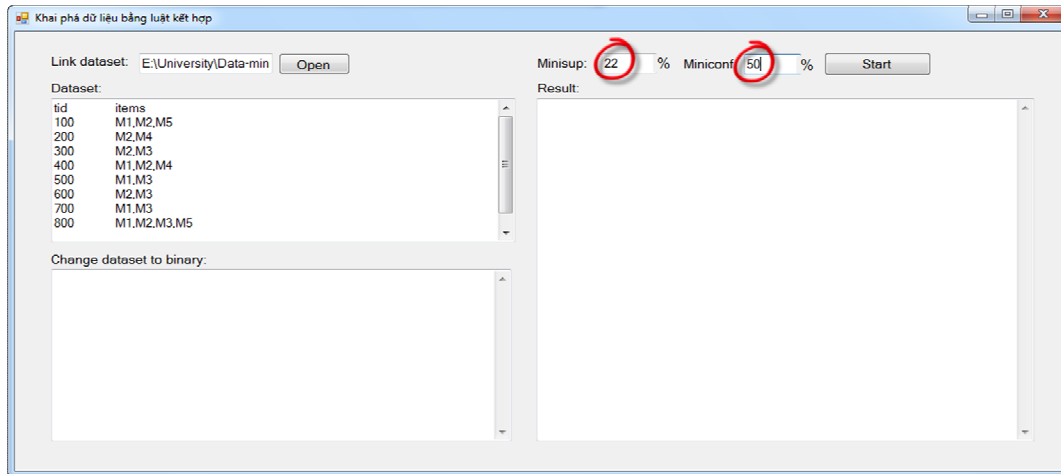 Khai phá dữ liệu bằng luật kết hợp
Link dataset: E:\University\Data-min Open Minisup: 22 % Miniconf 50 % Start
Dataset: Result:
tid items
100 M1,M2,M5
200 M2,M4
300 M2,M3
400 M1,M2,M4
500 M1,M3
600 M2,M3
700 M1,M3
800 M1,M2,M3,M5
Change dataset to binary: